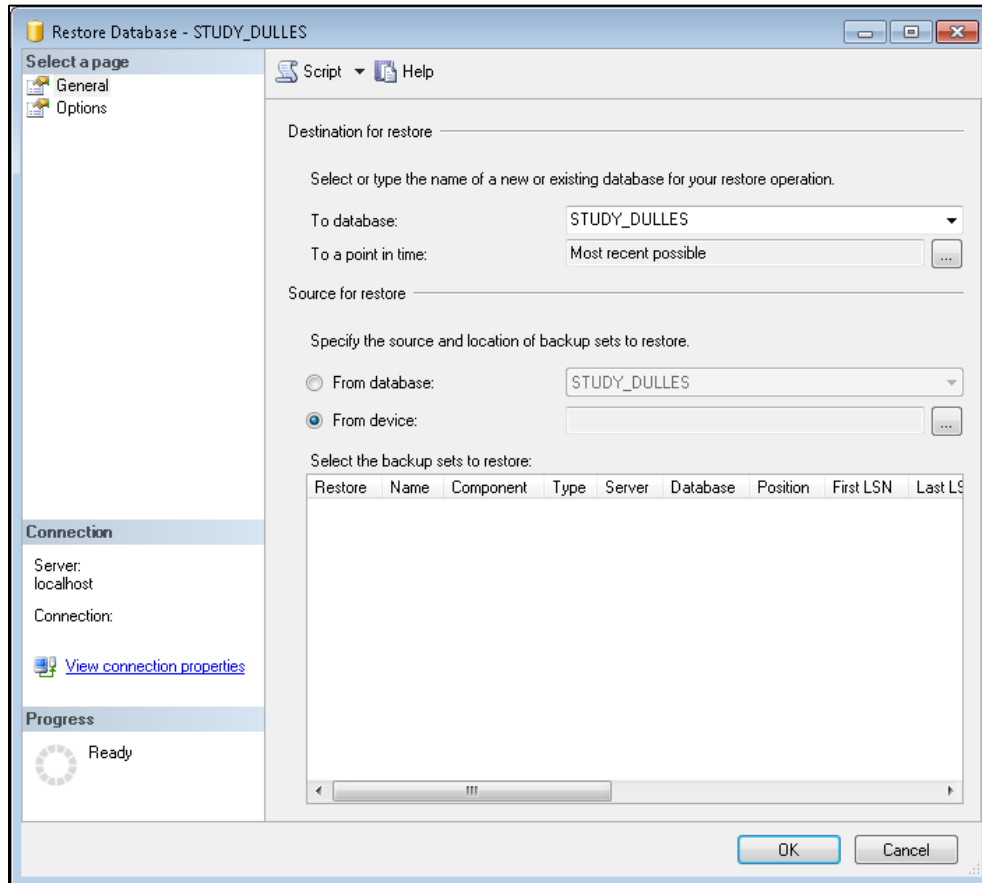 Restore Database - STUDY_DULLES
Select a page
General
Options
Script Help
Destination for restore
Select or type the name of a new or existing database for your restore operation.
To database: STUDY_DULLES
To a point in time: Most recent possible ...
Source for restore
Specify the source and location of backup sets to restore.
From database: STUDY_DULLES
From device: ...
Select the backup sets to restore:
Restore Name Component Type Server Database Position First LSN Last LS
Connection
Server:
localhost
Connection:
View connection properties
Progress
Ready
OK Cancel